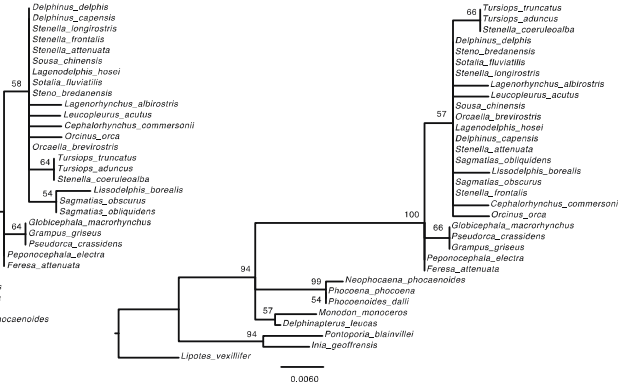 Delphinus_delphis
Delphinus_capensis
Stenella_longirostris
Stenella_frontalis
Stenella_attenuata
Sousa_chinensis
58
Lagenodelphis_hosei
Sotalia_fluviatilis
Steno_bredanensis
Lagenorhynchus_albirostris
Leucopleurus_acutus
Cephalorhynchus_commersonii
Orcinus_orca
Orcaella_brevirostris
Tursiops_truncatus
64
Tursiops_aduncus
Stenella_coeruleoalba
Lissodelphis_borealis
54
Sagmatias_obscurus
Sagmatias_obliquidens
Globicephala_macrorhynchus
64
Grampus_griseus
Pseudorca_crassidens
Peponocephala_electra
Feresa_attenuata
s
phocaenoides
66
Tursiops_truncatus
Tursiops_aduncus
Stenella_coeruleoalba
Delphinus_delphis
Steno_bredanensis
Sotalia_fluviatilis
Stenella_longirostris
Lagenorhynchus_albirostris
Leucopleurus_acutus
Sousa_chinensis
57
Orcaella_brevirostris
Lagenodelphis_hosei
Delphinus_capensis
Stenella_attenuata
Sagmatias_obliquidens
Lissodelphis_borealis
Sagmatias_obscurus
Stenella_frontalis
Cephalorhynchus_commersoni
Orcinus_orca
100
Globicephala_macrorhynchus
66
Pseudorca_crassidens
Grampus_griseus
Peponocephala_electra
Feresa_attenuata
94
99
Neophocaena_phocaenoides
Phocoena_phocoena
54
Phocoenoides_dalli
57
Monodon_monoceros
Delphinapterus_leucas
94
Pontoporia_blainvillei
Inia_geoffrensis
Lipotes_vexillifer
0.0060